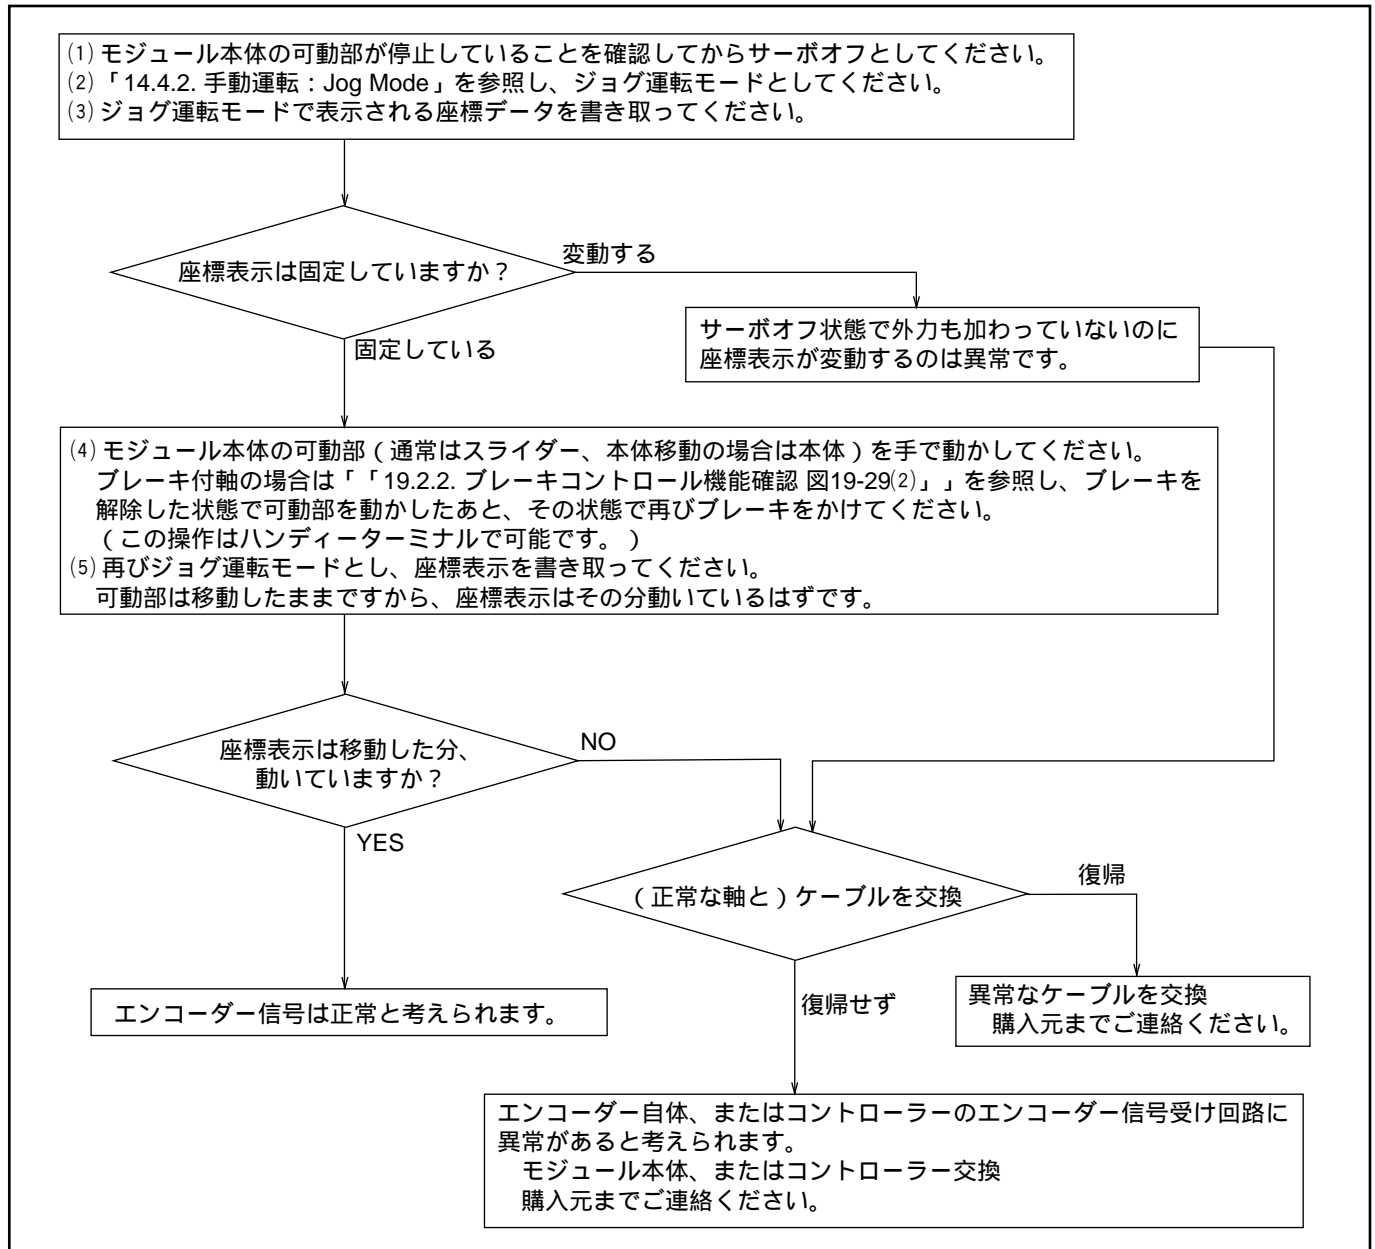 ⑴ モジュール本体の可動部が停止していることを確認してからサーボオフとしてください。
⑵ 「14.4.2. 手動運転：Jog Mode」を参照し、ジョグ運転モードとしてください。
⑶ ジョグ運転モードで表示される座標データを書き取ってください。
座標表示は固定していますか？
変動する
サーボオフ状態で外力も加わっていないのに
座標表示が変動するのは異常です。
固定している
⑷ モジュール本体の可動部（通常はスライダー、本体移動の場合は本体）を手で動かしてください。
ブレーキ付軸の場合は「「19.2.2. ブレーキコントロール機能確認 図19-29⑵」」を参照し、ブレーキを
解除した状態で可動部を動かしたあと、その状態で再びブレーキをかけてください。
（この操作はハンディーターミナルで可能です。）
⑸ 再びジョグ運転モードとし、座標表示を書き取ってください。
可動部は移動したままですから、座標表示はその分動いているはずです。
座標表示は移動した分、
動いていますか？
NO
YES
（正常な軸と）ケーブルを交換
復帰
エンコーダー信号は正常と考えられます。
復帰せず
異常なケーブルを交換
購入元までご連絡ください。
エンコーダー自体、またはコントローラーのエンコーダー信号受け回路に
異常があると考えられます。
モジュール本体、またはコントローラー交換
購入元までご連絡ください。